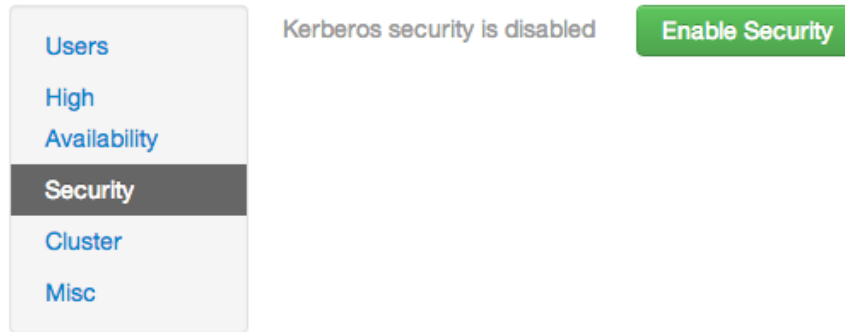 Users
High
Availability
Security
Cluster
Misc
Kerberos security is disabled
Enable Security